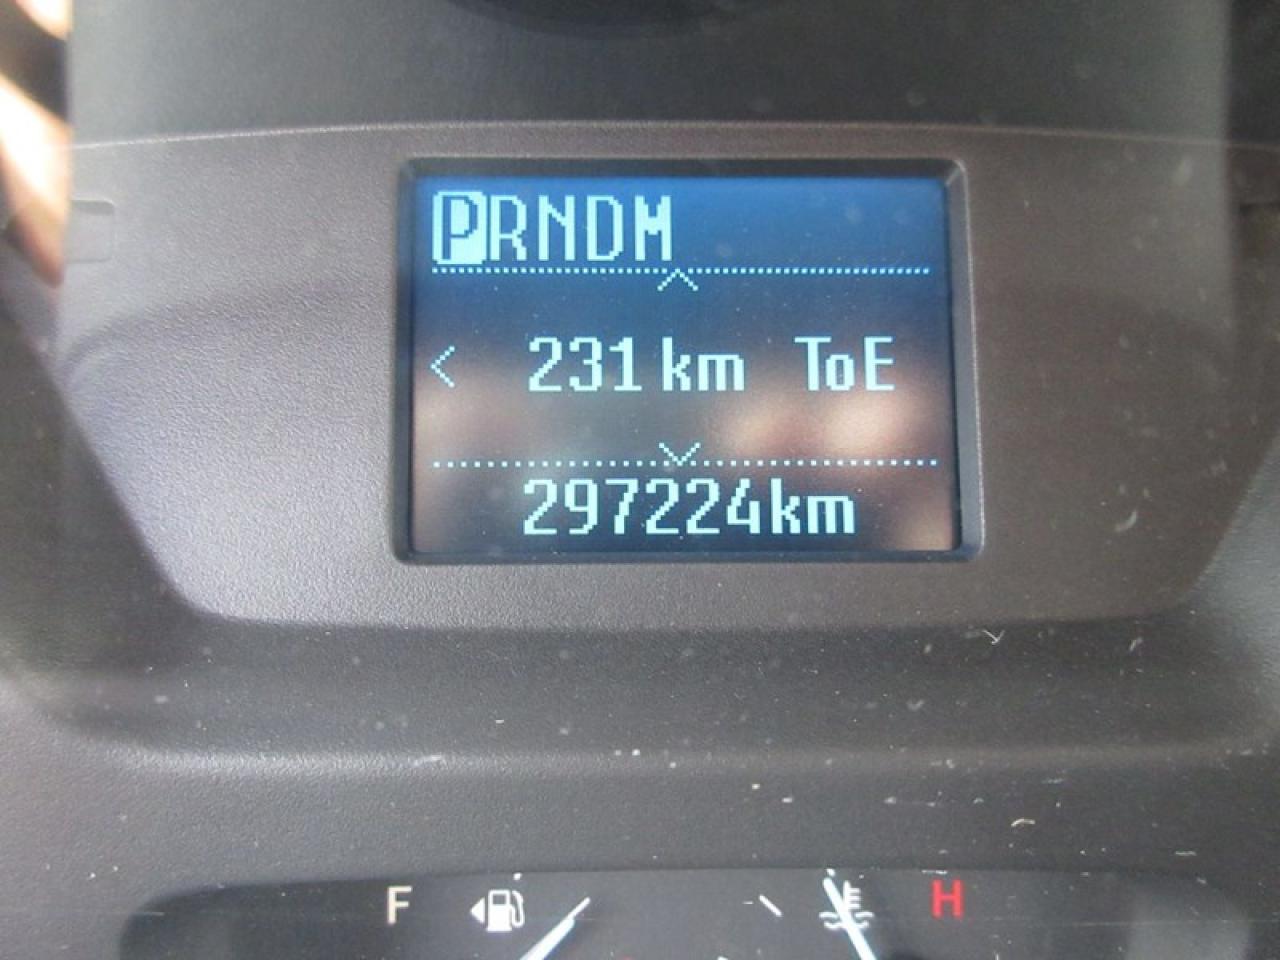 PRNDM
231 km ToE
297224km
F H